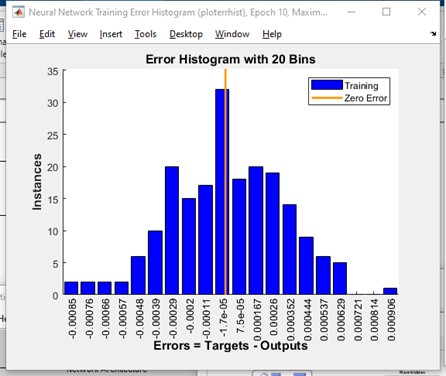 Neural Network Training Error Histogram (ploterrhist), Epoch 10, Maxim...
File Edit View Insert Tools Desktop Window Help
Error Histogram with 20 Bins
Training
Zero Error
35
30
25
20
15
10
5
0
Instances
-0.00085 -0.00076 -0.00066 -0.00057 -0.00048 -0.00039 -0.00029 -0.0002 -0.00011 -1.7e-05 7.5e-05 0.000167 0.00026 0.000352 0.000444 0.000537 0.000629 0.000721 0.000814 0.000906
Errors = Targets - Outputs